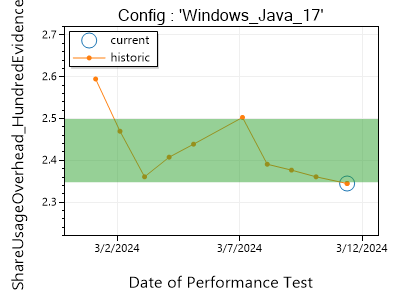 Config : 'Windows_Java_17'
current
historic
2.7
2.6
2.5
2.4
2.3
ShareUsageOverhead_HundredEvidence
3/2/2024
3/7/2024
3/12/2024
Date of Performance Test